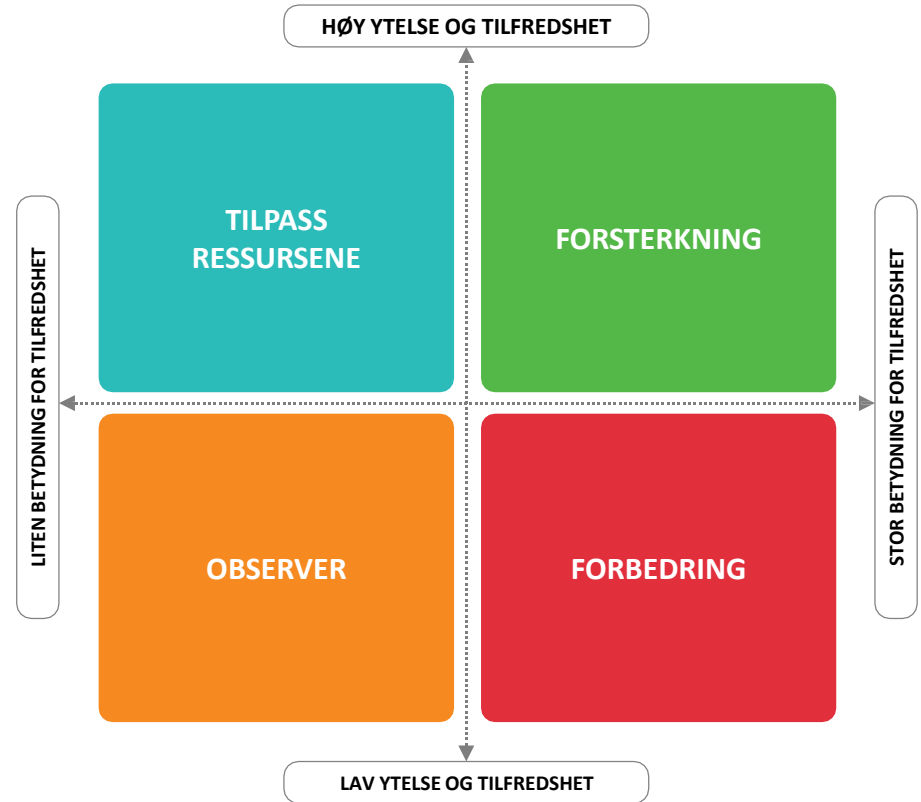 HØY YTELSE OG TILFREDSHET
TILPASS
RESSURSENE
FORSTERKNING
LITEN BETYDNING FOR TILFREDSHET
STOR BETYDNING FOR TILFREDSHET
OBSERVER
FORBEDRING
LAV YTELSE OG TILFREDSHET